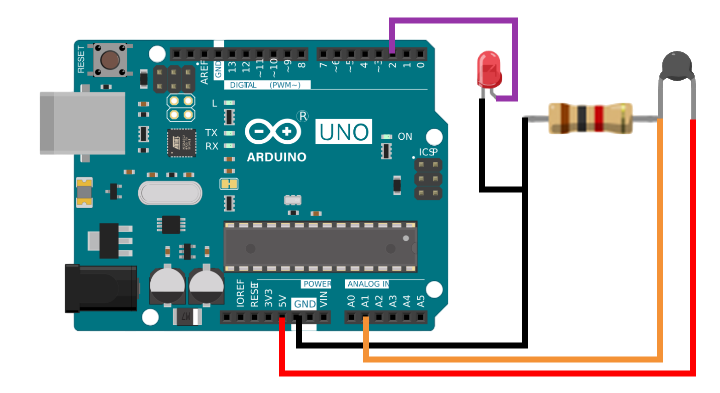 RESET
AREF
GND
13
12
~11
~10
~9
8
7
~6
~5
4
~3
2
1
0
DIGITAL (PWM~)
L
TX
RX
® UNO
ARDUINO
ON
ICSP
POWER
ANALOG IN
IOREF
RESET
3V3
5V
GND
VIN
A0
A1
A2
A3
A4
A5